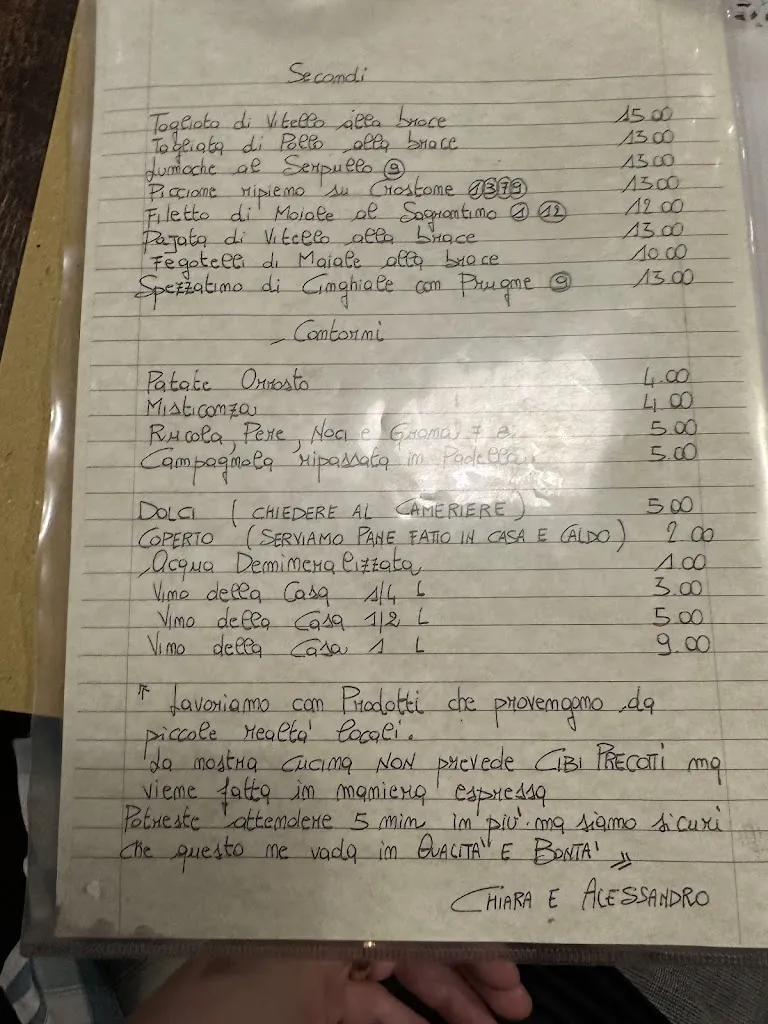 Secondi
Tagliata di Vitello alla brace 15.00
Tagliata di Pollo alla brace 13.00
Lumache al Serpullo 9 13.00
Piccione ripieno su Crostone 1 3 7 9 13.00
Filetto di Maiale al Sagrantino 1 12 12.00
Pajata di Vitello alla brace 13.00
Fegatelli di Maiale alla brace 10.00
Spezzatino di Cinghiale con Prugne 9 13.00
Contorni
Patate Arrosto 4.00
Misticanza 4.00
Rucola, Pere, Noci e Grana 7 8 5.00
Campagnola ripassata in Padella 5.00
DOLCI (CHIEDERE AL CAMERIERE) 5.00
COPERTO (SERVIAMO PANE FATTO IN CASA E CALDO) 2.00
Acqua Demineralizzata 1.00
Vino della Casa 1/4 L 3.00
Vino della Casa 1/2 L 5.00
Vino della Casa 1 L 9.00
* Lavoriamo con Prodotti che provengono da
piccole realta' locali.
La nostra cucina NON prevede CIBI PRECOTTI ma
viene fatta in maniera espressa
Potreste attendere 5 min in piu' ma siamo sicuri
che questo ne vada in QUALITA' E BONTA'
CHIARA E ALESSANDRO